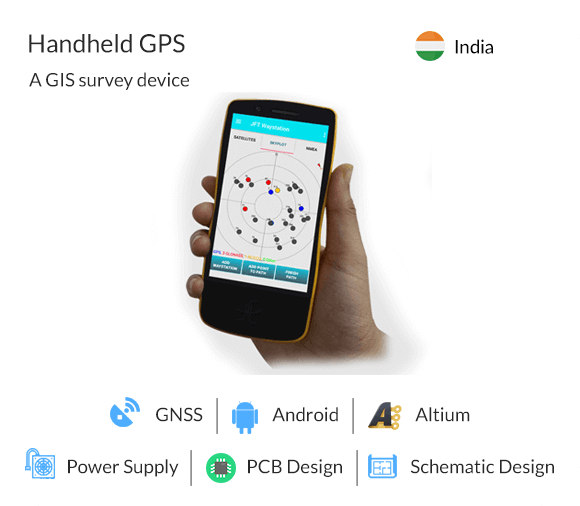 Handheld GPS
India
A GIS survey device
Waystation
SATELLITES
SKYPLOT
NMEA
ADD WAYSTATION
ADD POINT TO PATH
FINISH PATH
GNSS
Android
Altium
Power Supply
PCB Design
Schematic Design